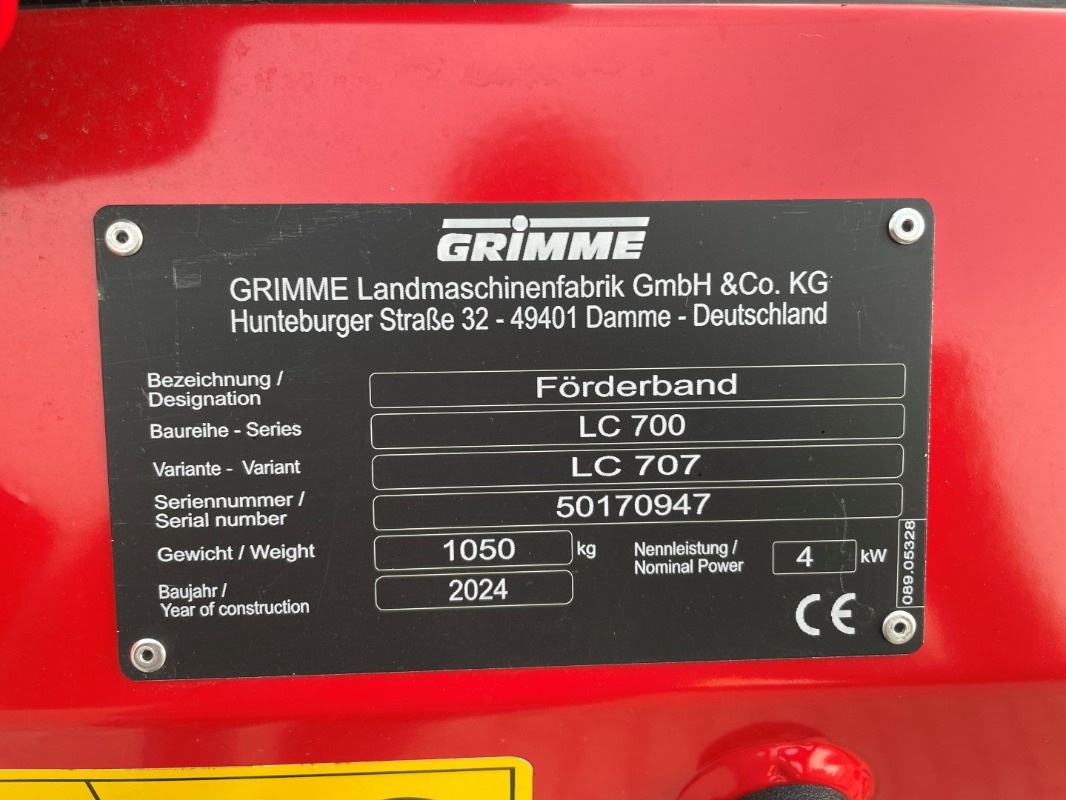 GRIMME
GRIMME Landmaschinenfabrik GmbH &Co. KG
Hunteburger Straße 32 - 49401 Damme - Deutschland
Bezeichnung /
Designation
Förderband
Baureihe - Series
LC 700
Variante - Variant
LC 707
Seriennummer /
Serial number
50170947
Gewicht / Weight
1050
kg
Nennleistung /
Nominal Power
4
kW
Baujahr /
Year of construction
2024
CE
089.05328